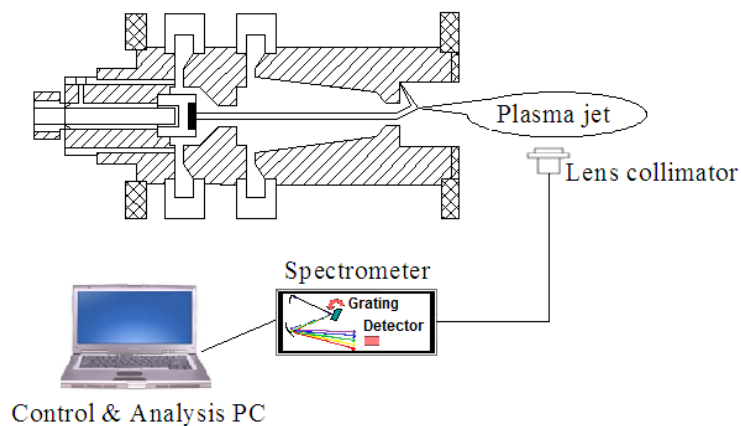 Plasma jet
Lens collimator
Spectrometer
Grating
Detector
Control & Analysis PC